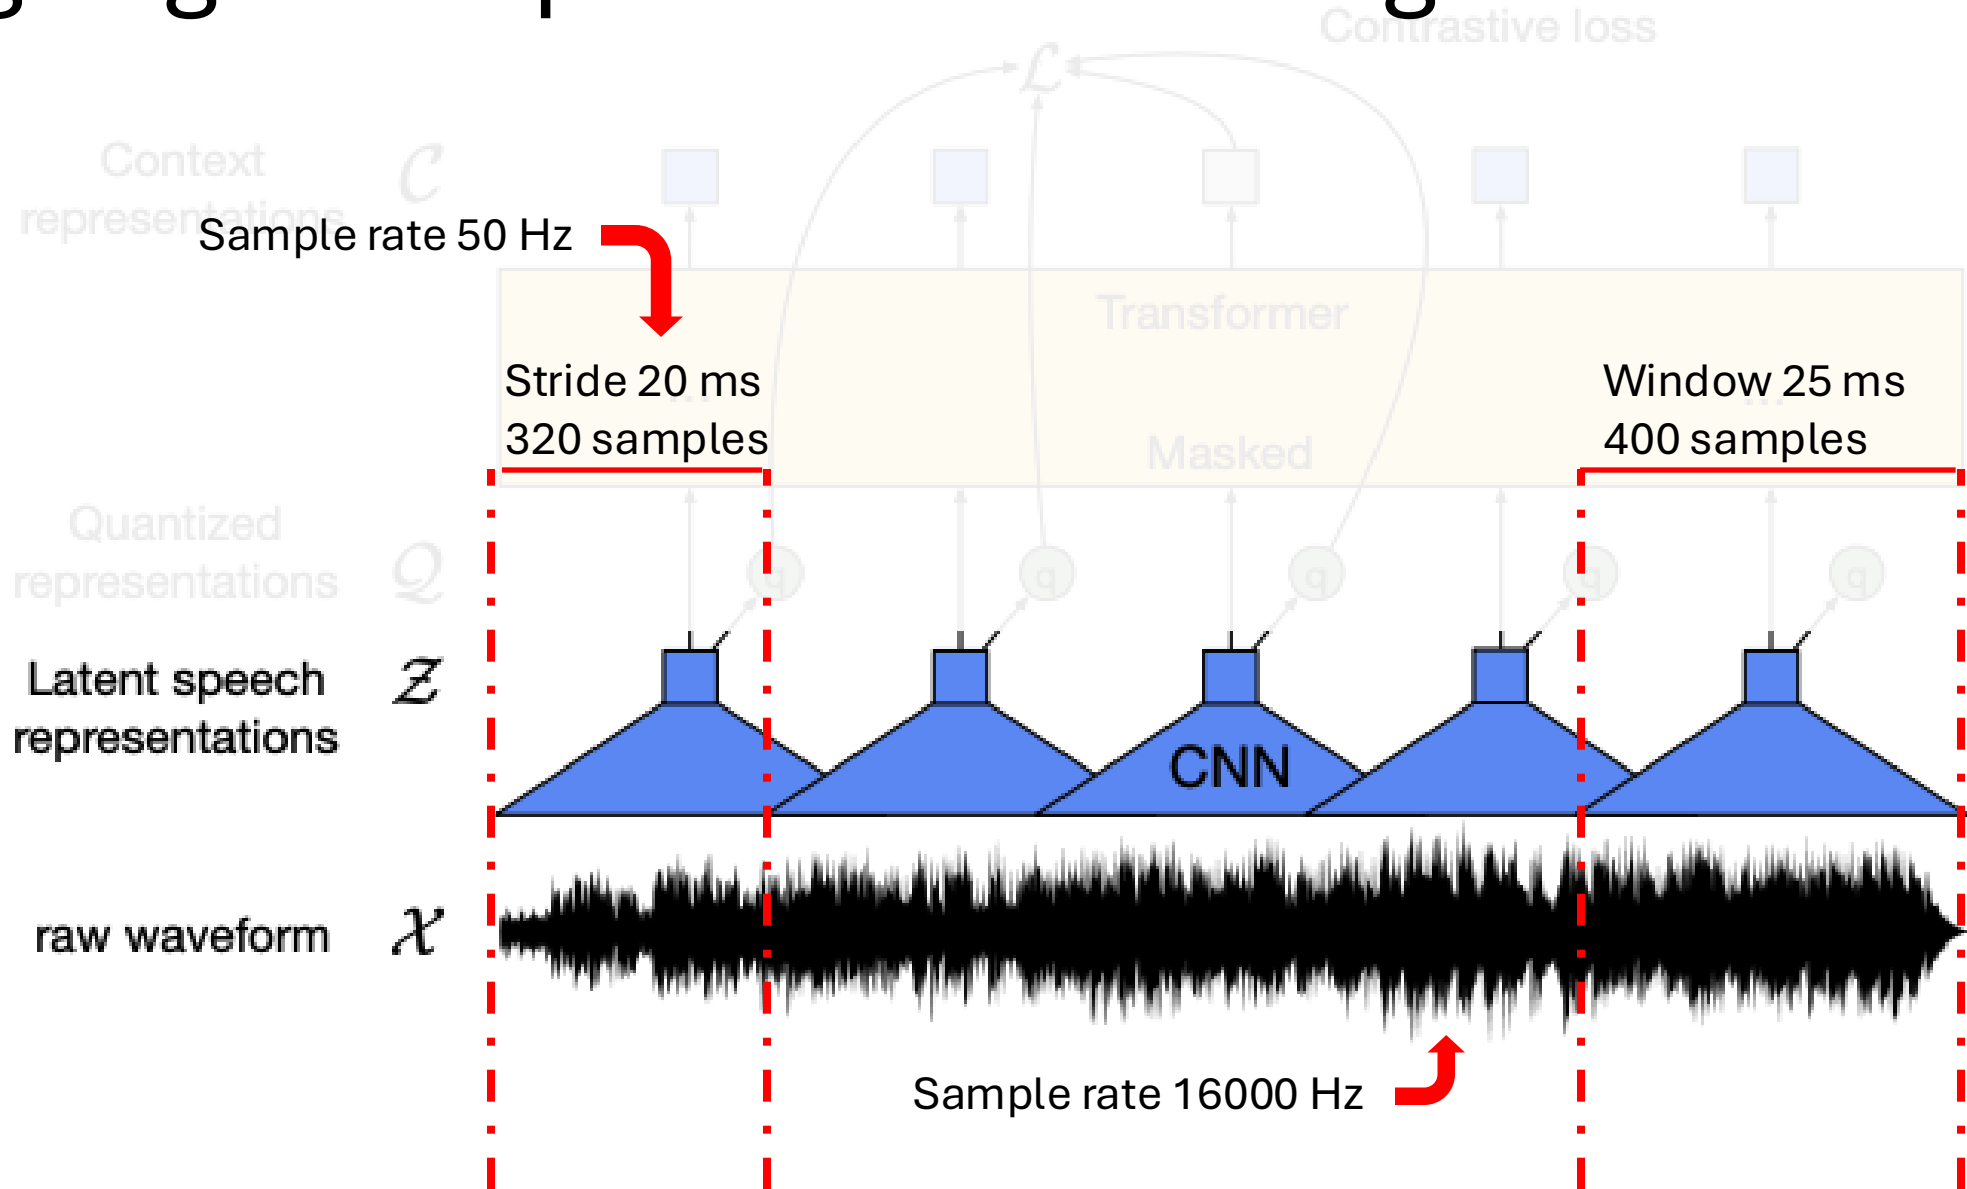 Contrastive loss
ℒ
Context
representations
𝒞
Sample rate 50 Hz
Transformer
Stride 20 ms
320 samples
...
Window 25 ms
400 samples
...
Masked
Quantized
representations
𝒬
q
q
q
q
q
Latent speech
representations
𝒵
CNN
raw waveform
𝒳
Sample rate 16000 Hz